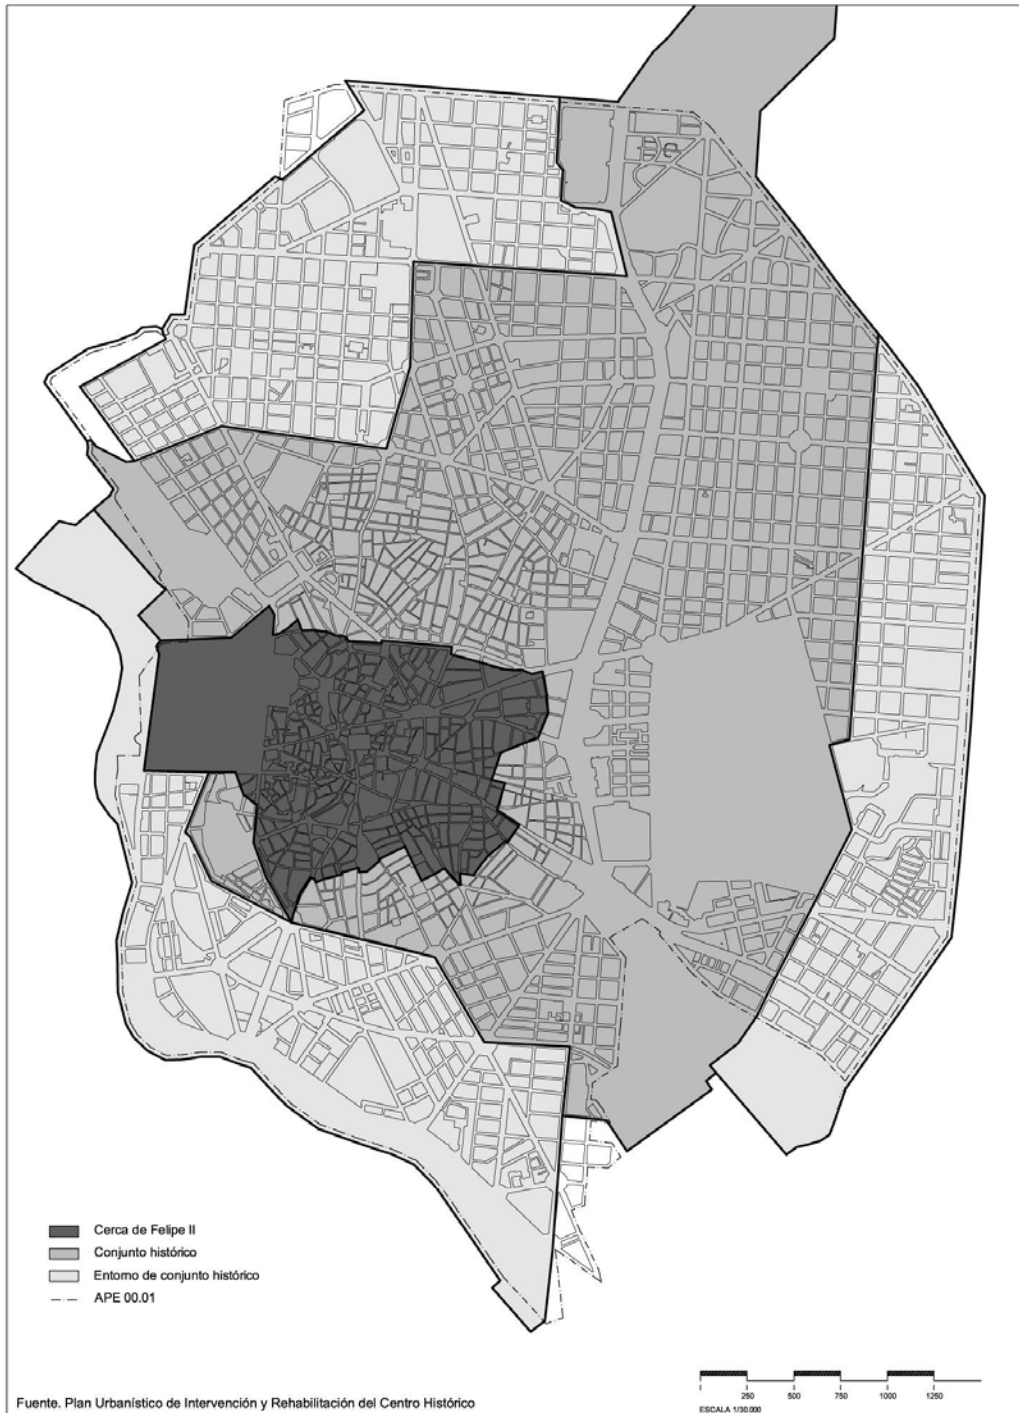 Cerca de Felipe II
Conjunto histórico
Entorno de conjunto histórico
APE 00.01
Fuente. Plan Urbanístico de Intervención y Rehabilitación del Centro Histórico
250 500 750 1000 1250
ESCALA 1/30.000